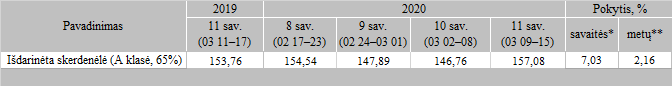 Pavadinimas 2019 2020 Pokytis, %
11 sav. (03 11–17) 8 sav. (02 17–23) 9 sav. (02 24–03 01) 10 sav. (03 02–08) 11 sav. (03 09–15) savaitės* metų**
Išdarinėta skerdenėlė (A klasė, 65%) 153,76 154,54 147,89 146,76 157,08 7,03 2,16